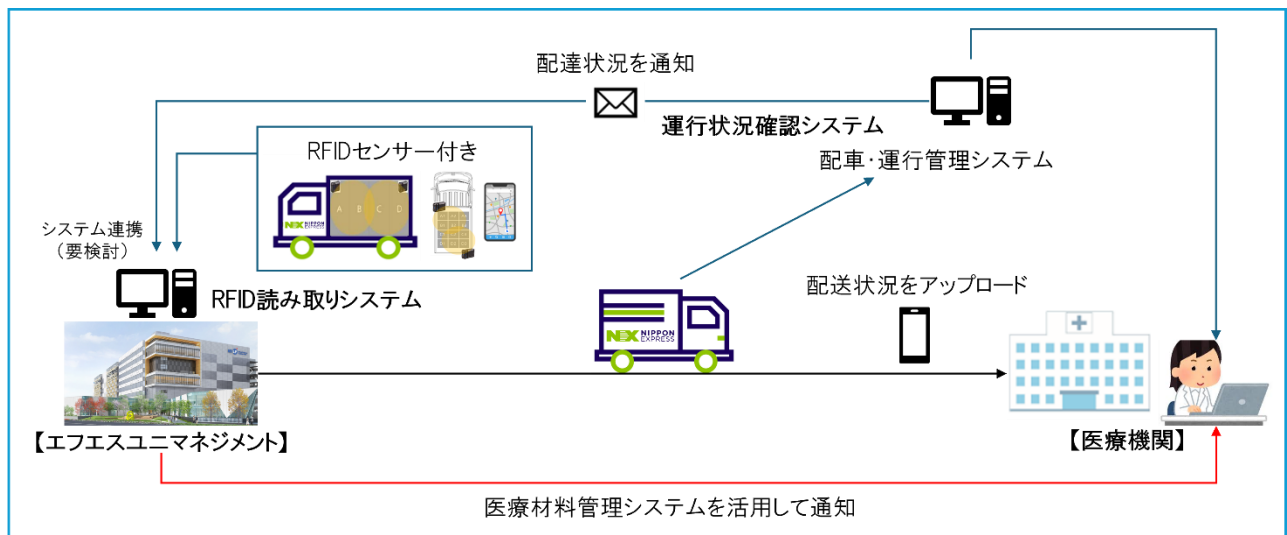 配達状況を通知
運行状況確認システム
配車・運行管理システム
RFIDセンサー付き
A B C D
NX NIPPON
EXPRESS
システム連携
（要検討）
RFID読み取りシステム
配送状況をアップロード
NX NIPPON
EXPRESS
【エフエスユニマネジメント】
【医療機関】
医療材料管理システムを活用して通知